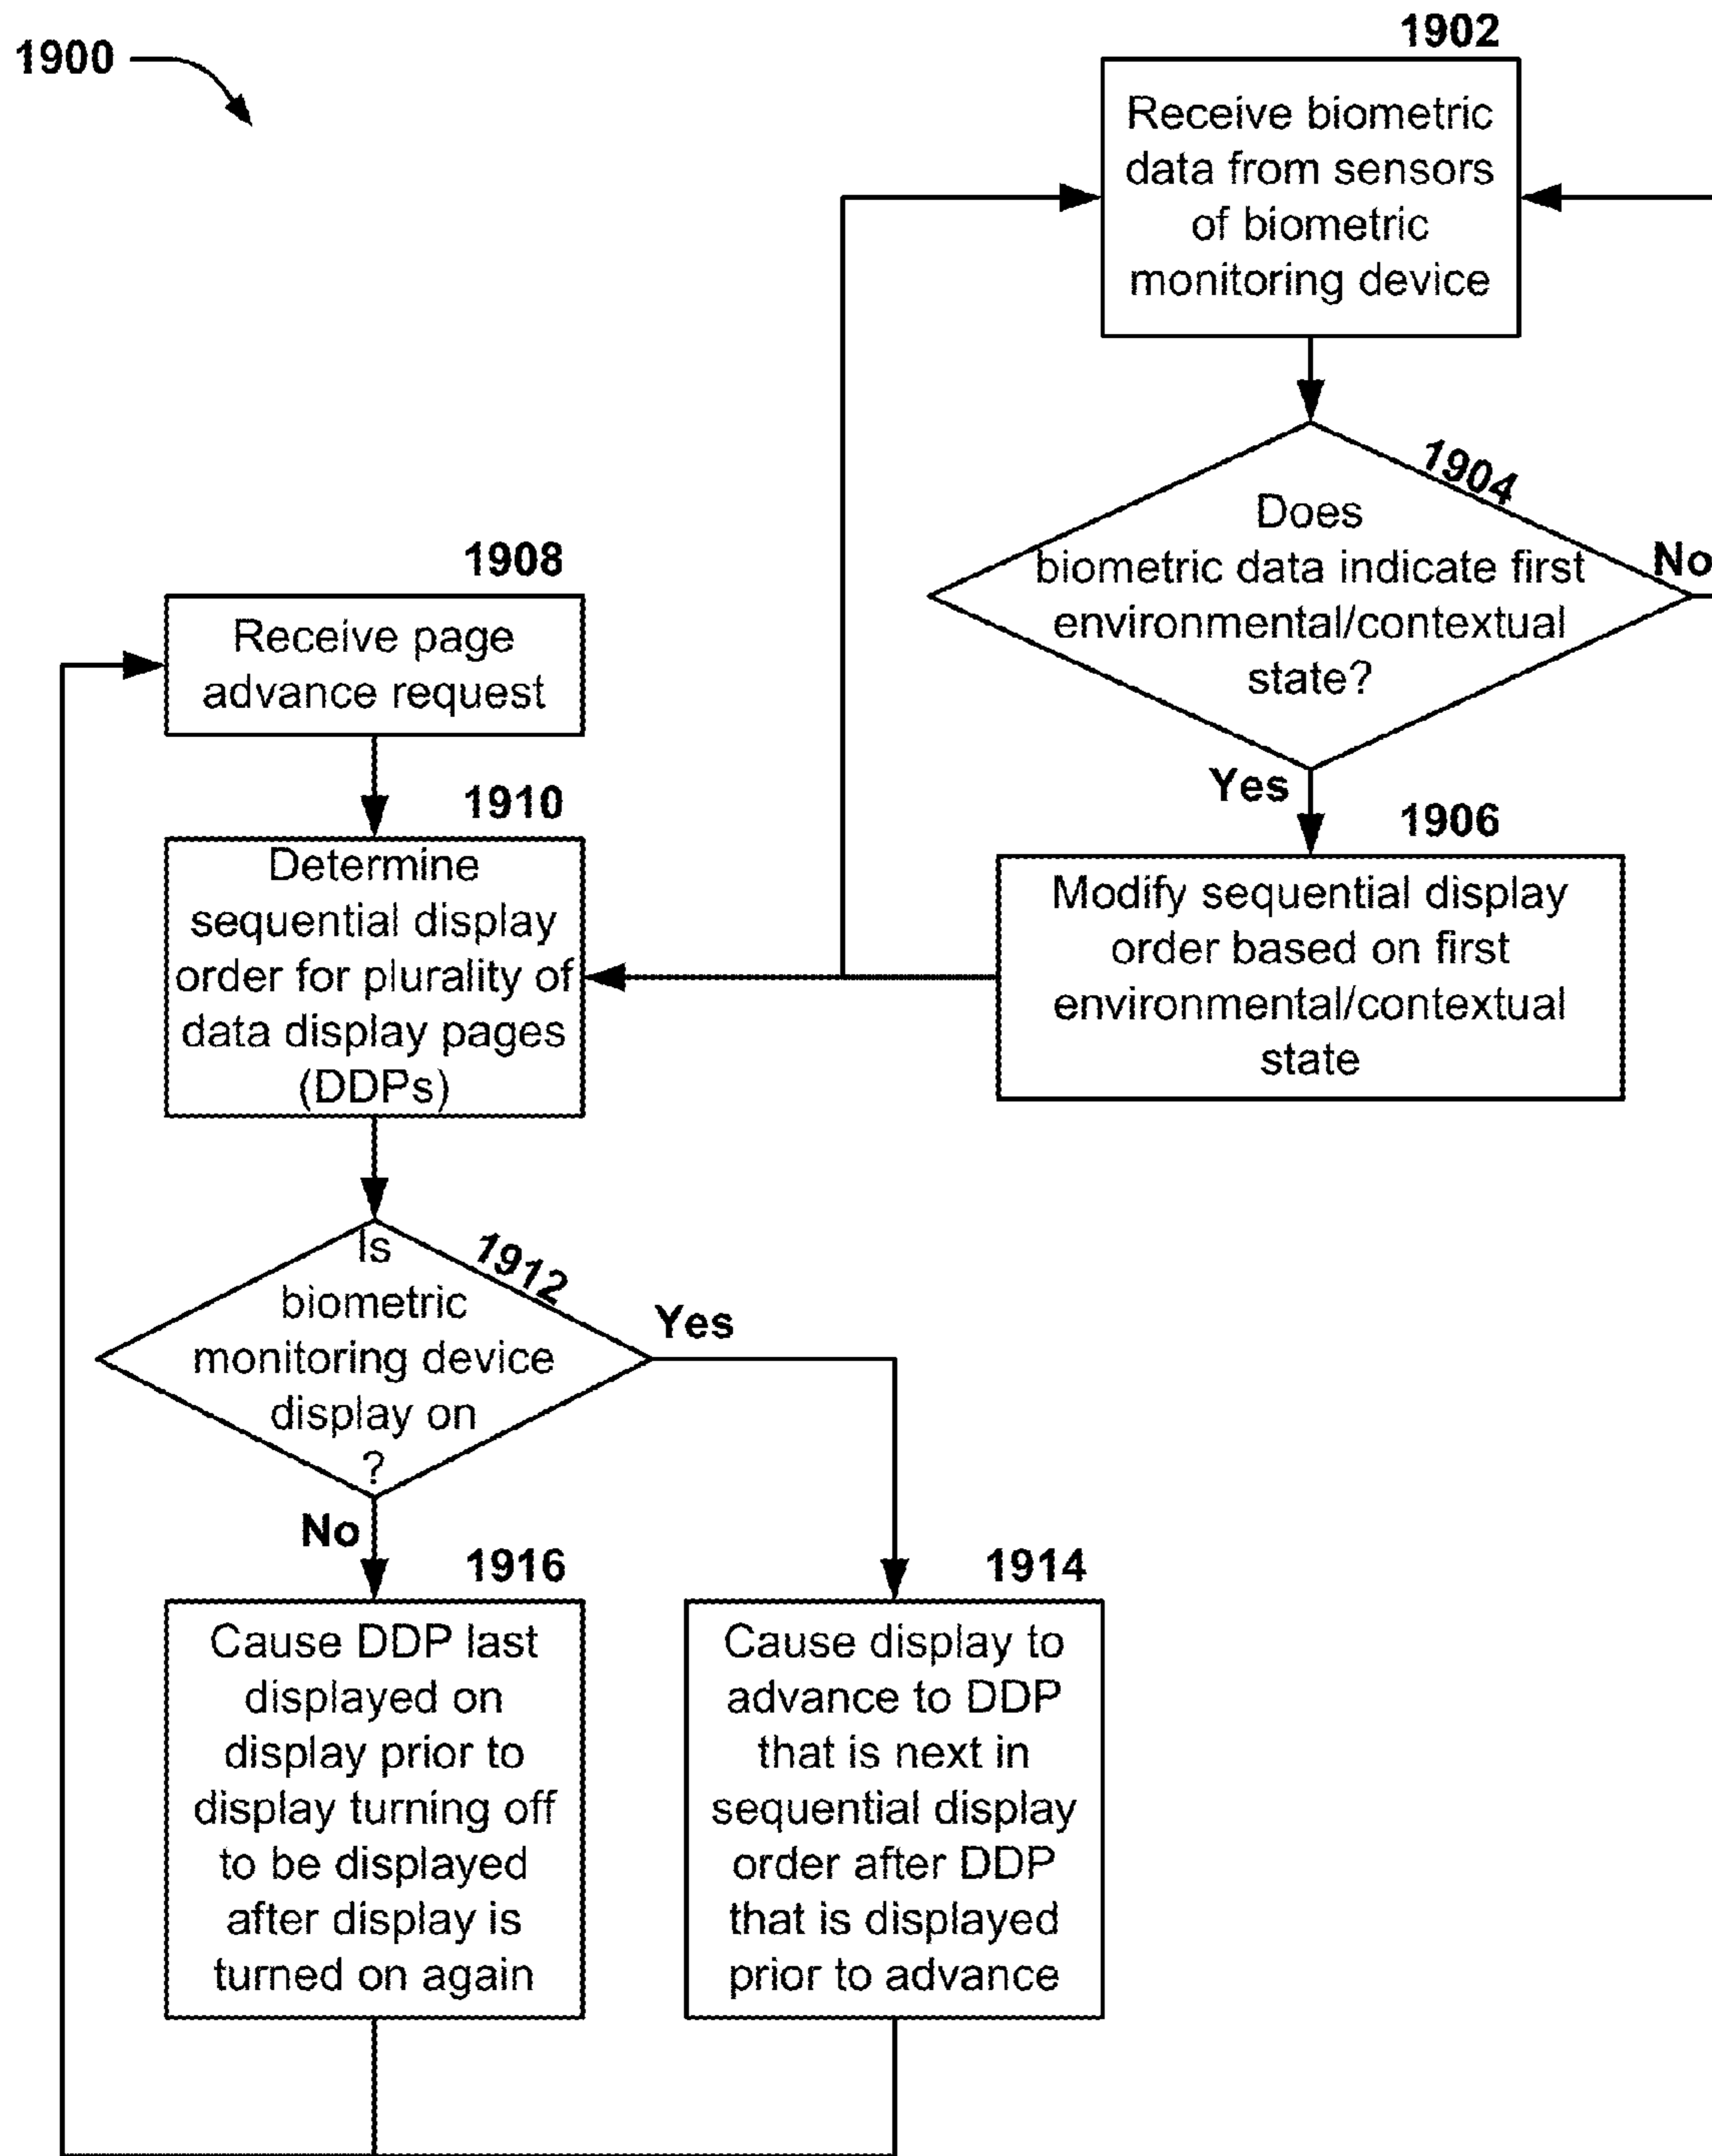 1900
1902
Receive biometric
data from sensors
of biometric
monitoring device
1904
Does
biometric data indicate first
environmental/contextual
state?
No
Yes
1906
Modify sequential display
order based on first
environmental/contextual
state
1908
Receive page
advance request
1910
Determine
sequential display
order for plurality of
data display pages
(DDPs)
1912
Is
biometric
monitoring device
display on
?
Yes
No
1916
Cause DDP last
displayed on
display prior to
display turning off
to be displayed
after display is
turned on again
1914
Cause display to
advance to DDP
that is next in
sequential display
order after DDP
that is displayed
prior to advance